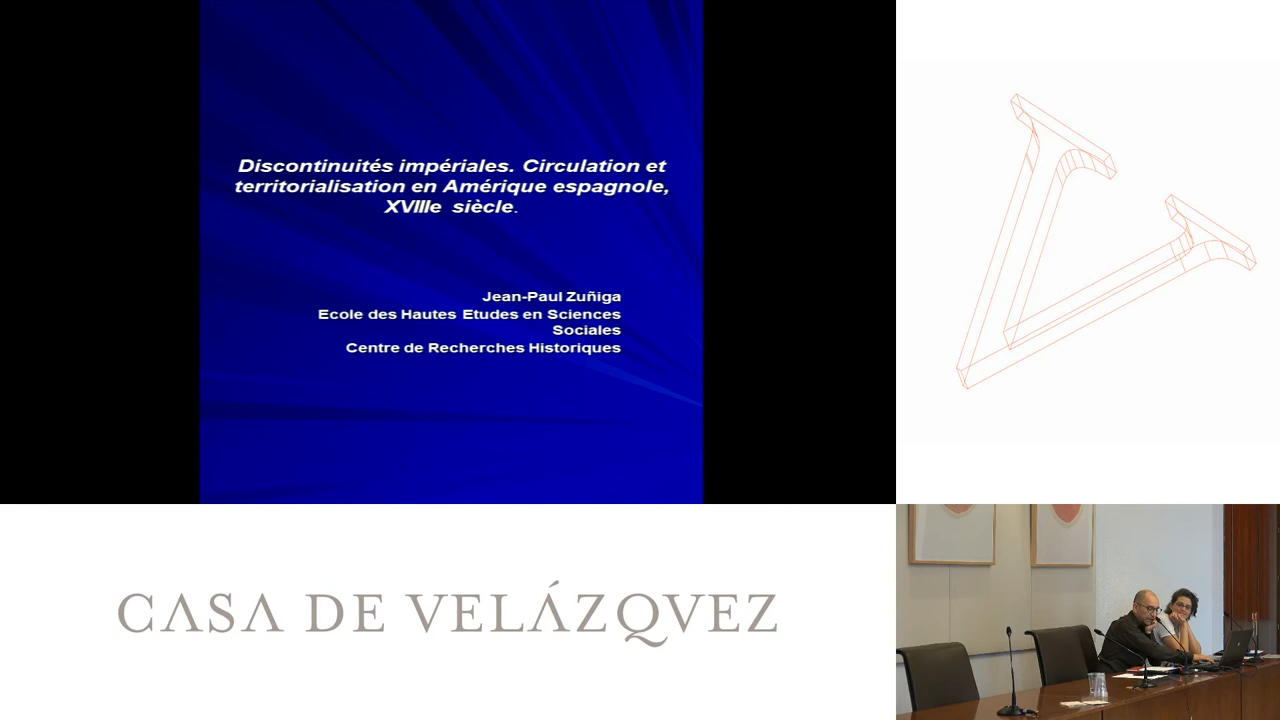 Discontinuités impériales. Circulation et
territorialisation en Amérique espagnole,
XVIIIe siècle.
Jean-Paul Zuñiga
Ecole des Hautes Etudes en Sciences
Sociales
Centre de Recherches Historiques
CASA DE VELÁZQVEZ